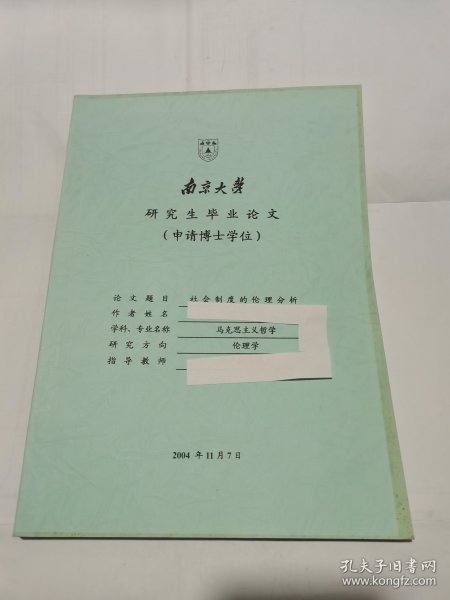 南京大学
研究生毕业论文
（申请博士学位）
论文题目 社会制度的伦理分析
作者姓名
学科、专业名称 马克思主义哲学
研究方向 伦理学
指导教师
2004 年 11 月 7 日
孔夫子旧书网
www.kongfz.com